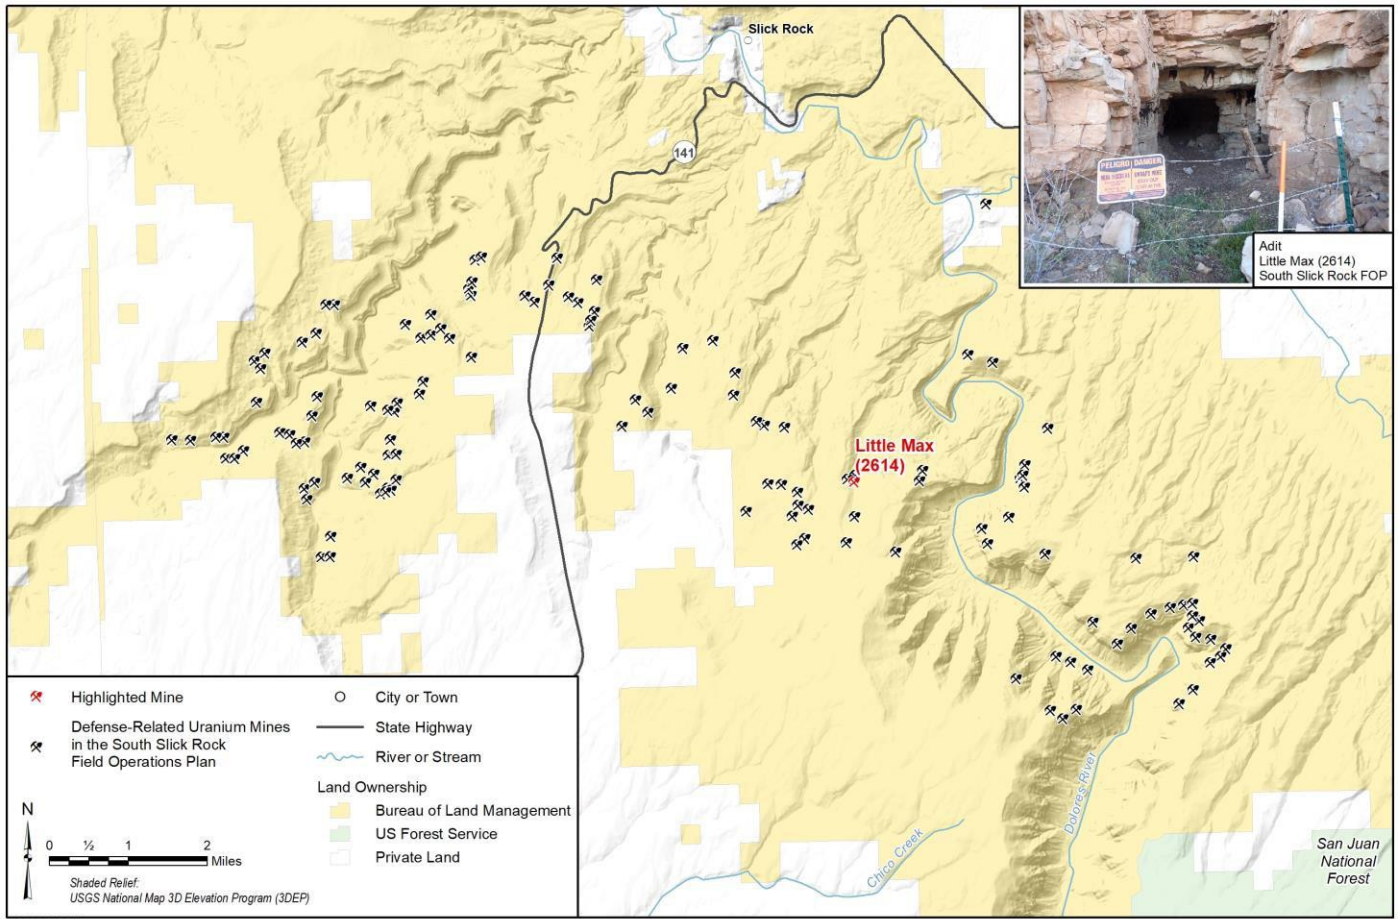 Slick Rock
141
PELIGRO DANGER
Adit
Little Max (2614)
South Slick Rock FOP
Little Max
(2614)
Highlighted Mine
Defense-Related Uranium Mines
in the South Slick Rock
Field Operations Plan
City or Town
State Highway
River or Stream
Land Ownership
Bureau of Land Management
US Forest Service
Private Land
N
0 ½ 1 2
Miles
Shaded Relief:
USGS National Map 3D Elevation Program (3DEP)
Dolores River
Chico Creek
San Juan
National
Forest